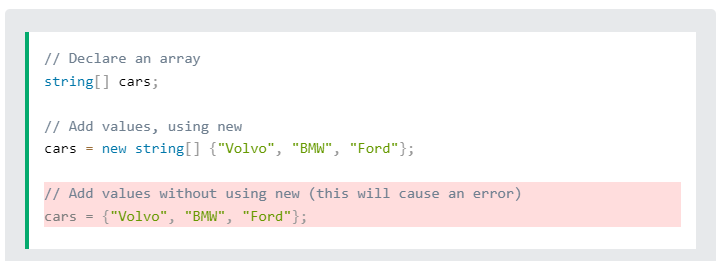 // Declare an array
string[] cars;
// Add values, using new
cars = new string[] {"Volvo", "BMW", "Ford"};
// Add values without using new (this will cause an error)
cars = {"Volvo", "BMW", "Ford"};